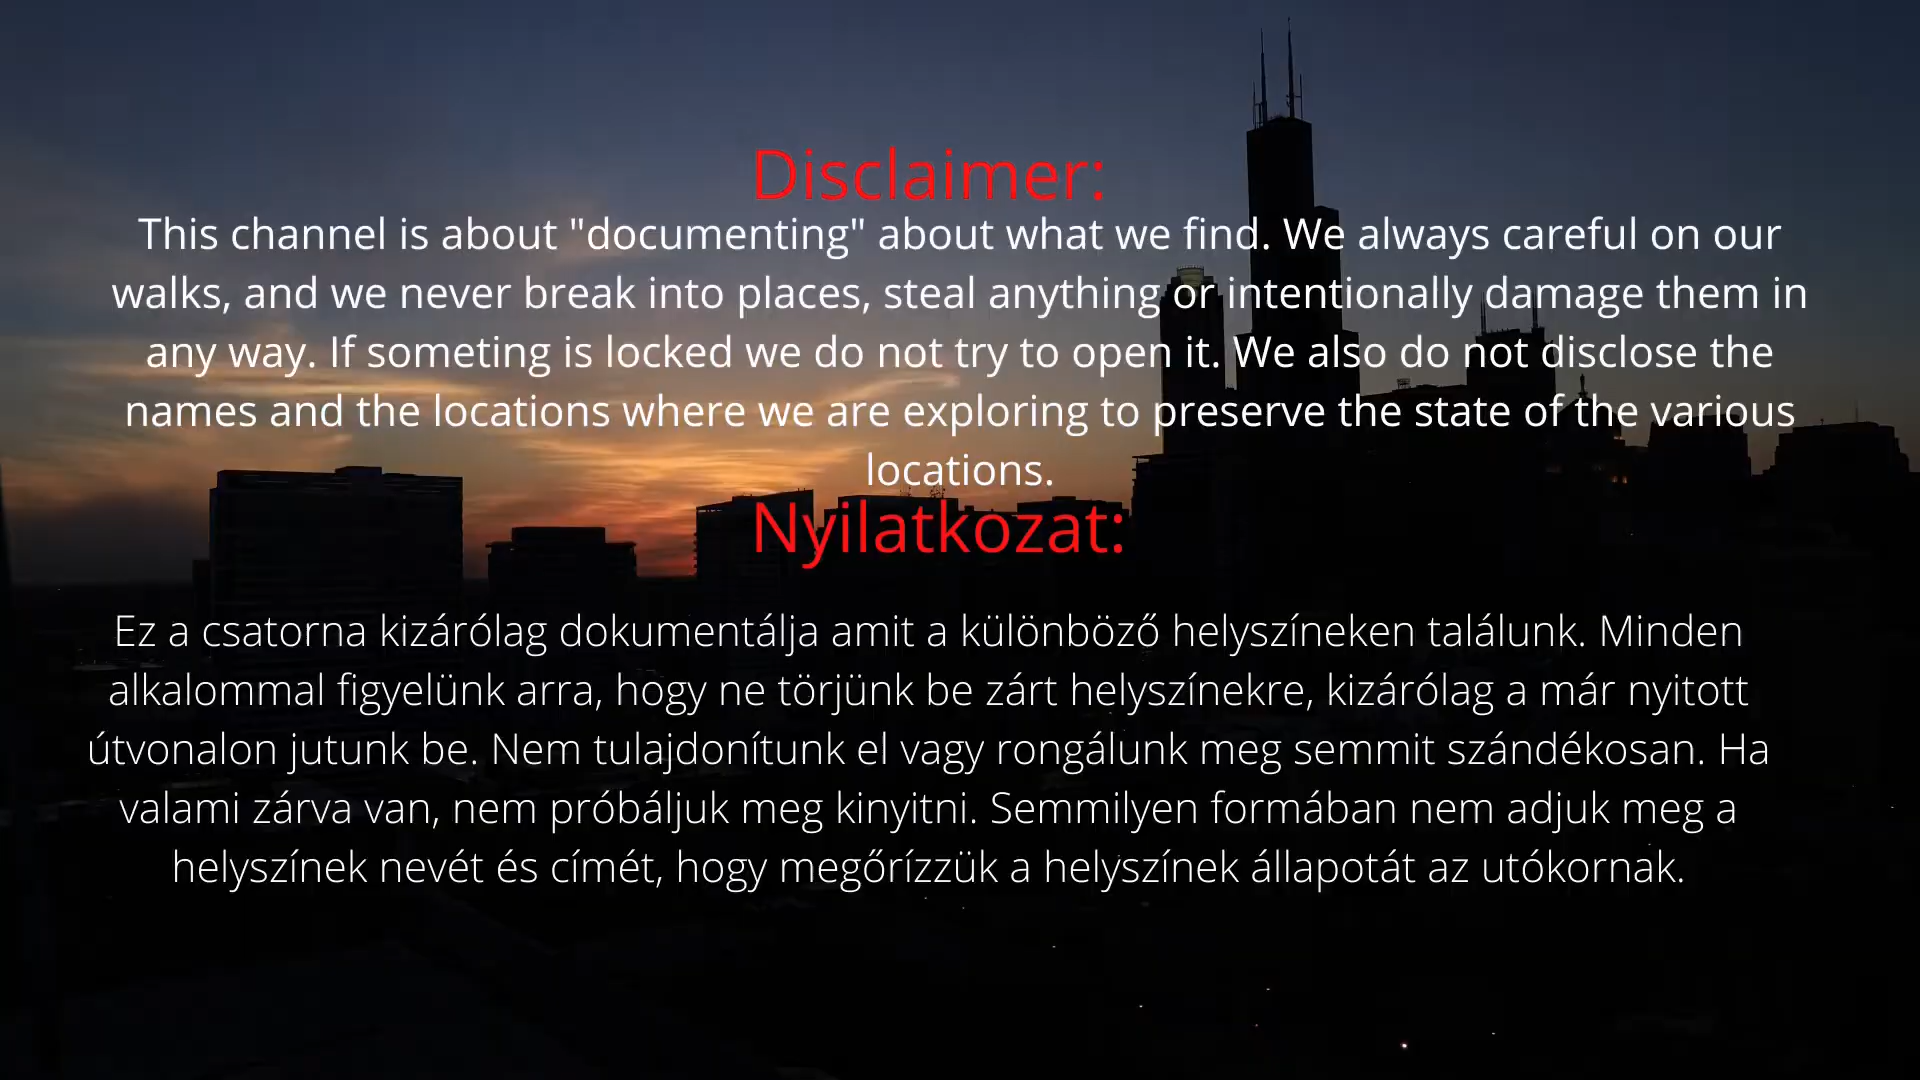 Disclaimer:
This channel is about "documenting" about what we find. We always careful on our
walks, and we never break into places, steal anything or intentionally damage them in
any way. If someting is locked we do not try to open it. We also do not disclose the
names and the locations where we are exploring to preserve the state of the various
locations.
Nyilatkozat:
Ez a csatorna kizárólag dokumentálja amit a különböző helyszíneken találunk. Minden
alkalommal figyelünk arra, hogy ne törjünk be zárt helyszínekre, kizárólag a már nyitott
útvonalon jutunk be. Nem tulajdonítunk el vagy rongálunk meg semmit szándékosan. Ha
valami zárva van, nem próbáljuk meg kinyitni. Semmilyen formában nem adjuk meg a
helyszínek nevét és címét, hogy megőrízzük a helyszínek állapotát az utókornak.